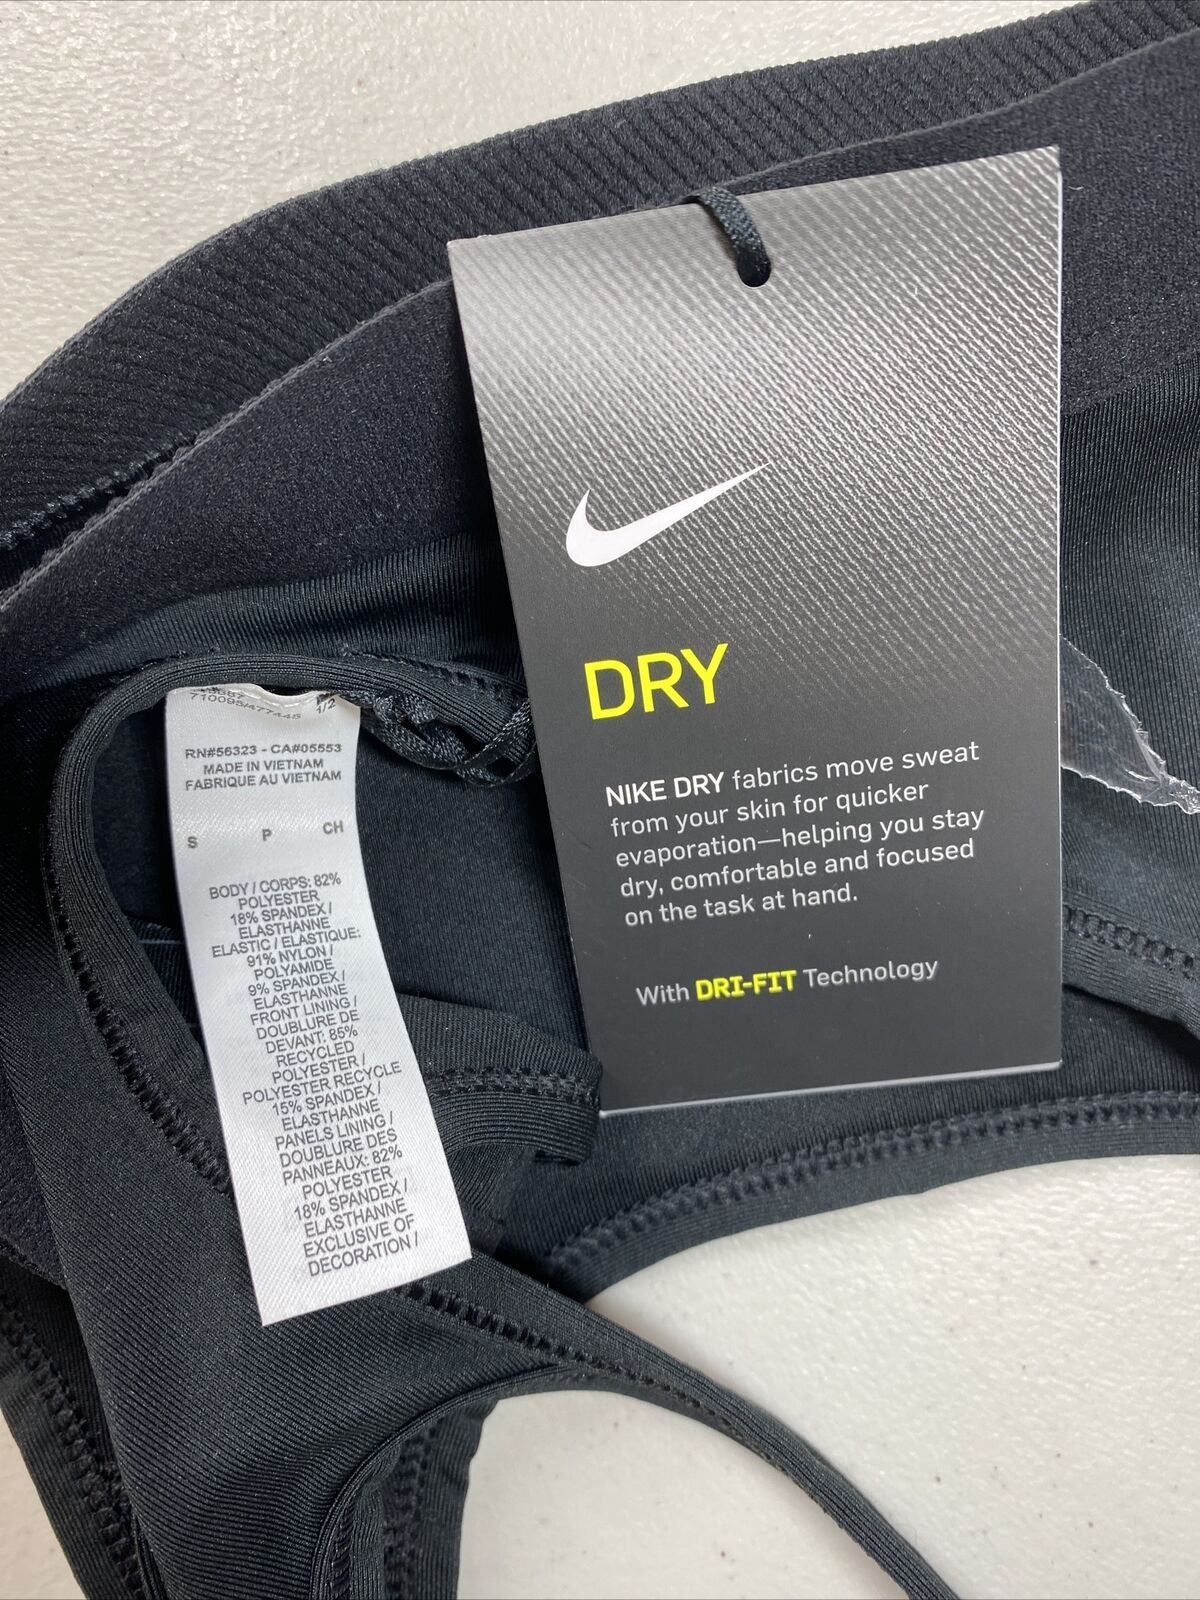 710095/477445
1/2
RN#56323 - CA#05553
MADE IN VIETNAM
FABRIQUE AU VIETNAM
S P CH
BODY / CORPS: 82%
POLYESTER
18% SPANDEX /
ELASTHANNE
ELASTIC / ELASTIQUE:
91% NYLON /
POLYAMIDE
9% SPANDEX /
ELASTHANNE
FRONT LINING /
DOUBLURE DE
DEVANT: 85%
RECYCLED
POLYESTER /
POLYESTER RECYCLE
15% SPANDEX /
ELASTHANNE
PANELS LINING /
DOUBLURE DES
PANNEAUX: 82%
POLYESTER
18% SPANDEX /
ELASTHANNE
EXCLUSIVE OF
DECORATION /
DRY
NIKE DRY fabrics move sweat
from your skin for quicker
evaporation—helping you stay
dry, comfortable and focused
on the task at hand.
With DRI-FIT Technology